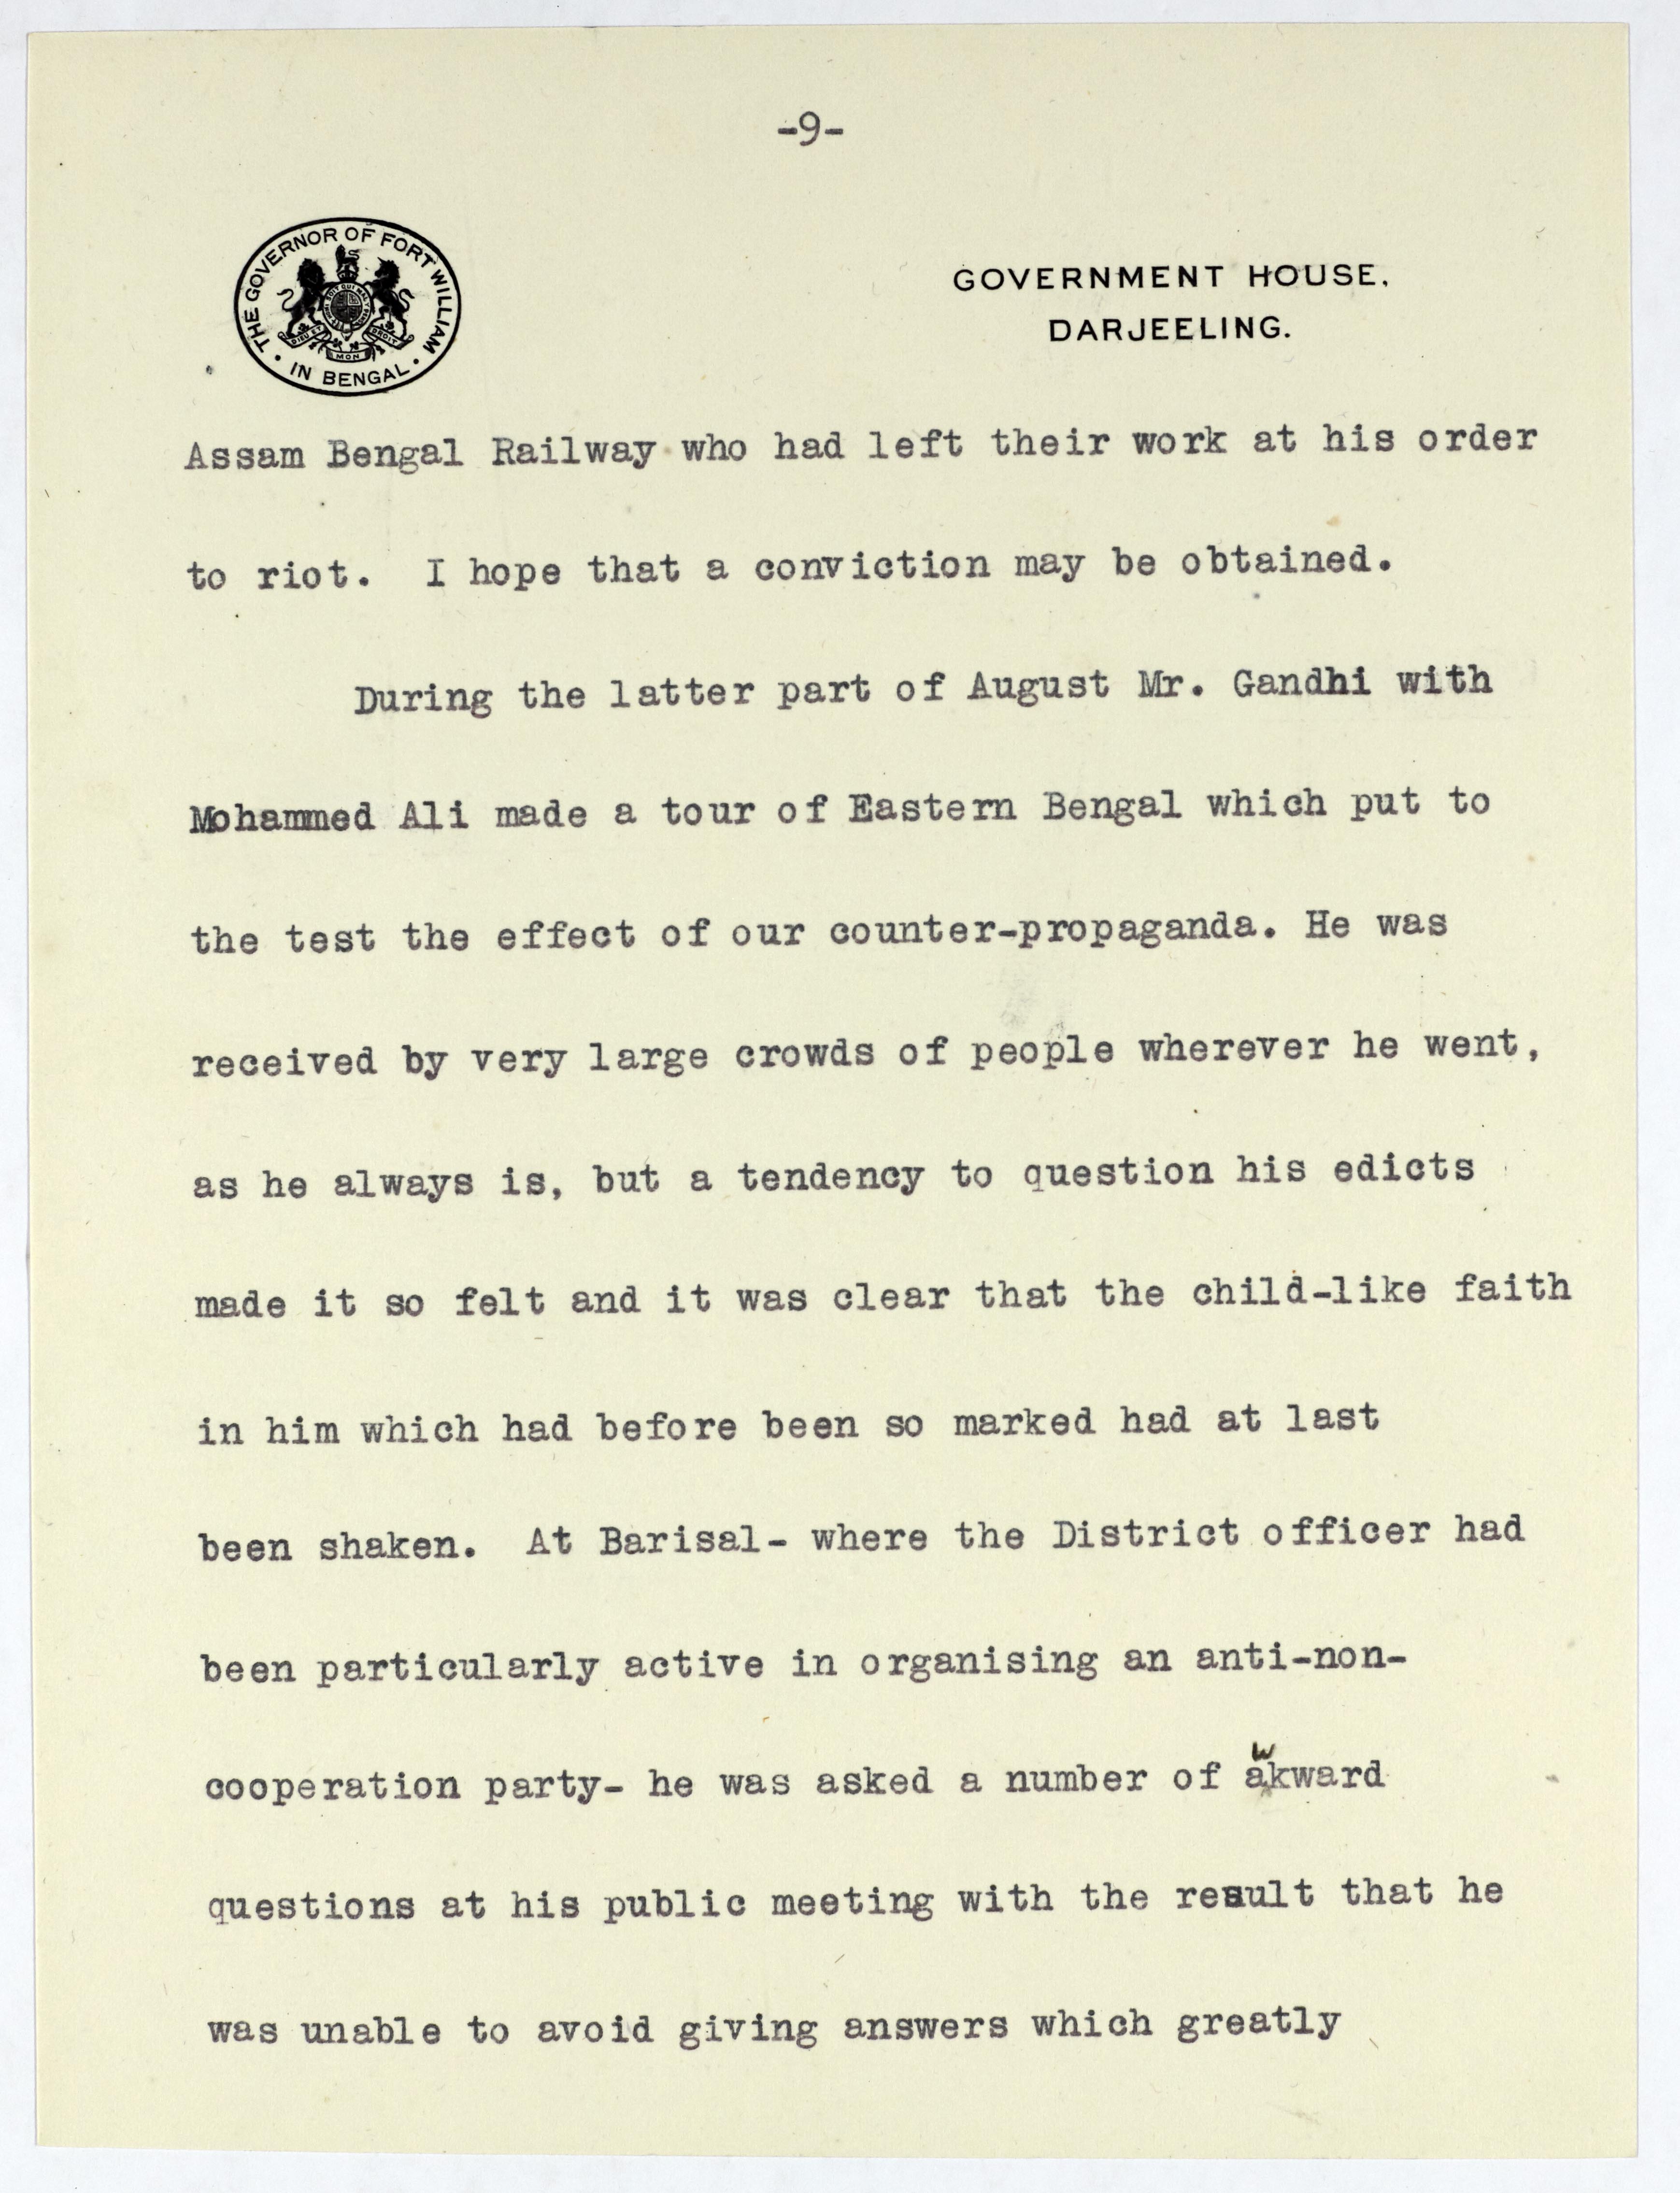 -9-
THE GOVERNOR OF FORT WILLIAM
IN BENGAL
DIEU ET MON DROIT
GOVERNMENT HOUSE.
DARJEELING.
Assam Bengal Railway who had left their work at his order
to riot. I hope that a conviction may be obtained.
During the latter part of August Mr. Gandhi with
Mohammed Ali made a tour of Eastern Bengal which put to
the test the effect of our counter-propaganda. He was
received by very large crowds of people wherever he went,
as he always is, but a tendency to question his edicts
made it so felt and it was clear that the child-like faith
in him which had before been so marked had at last
been shaken. At Barisal- where the District officer had
been particularly active in organising an anti-non-
cooperation party- he was asked a number of awkward
questions at his public meeting with the result that he
was unable to avoid giving answers which greatly